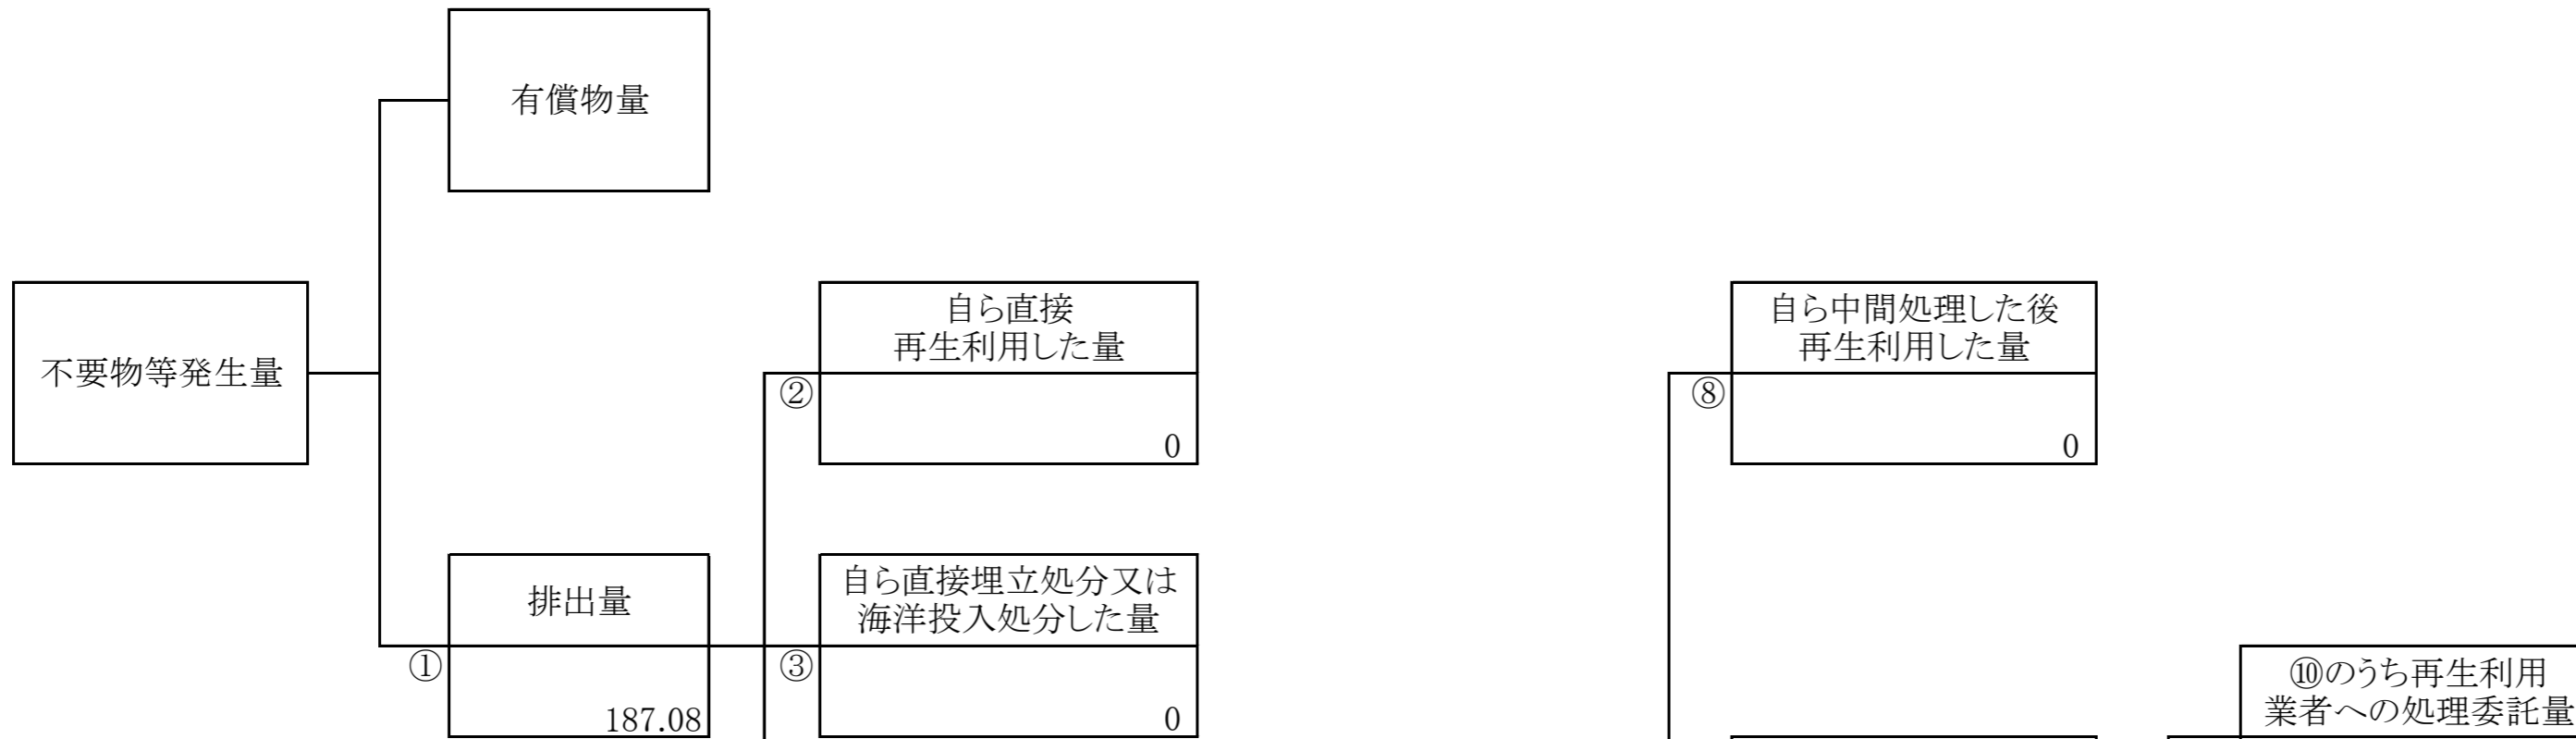 有償物量
不要物等発生量
自ら直接
再生利用した量
②
0
自ら中間処理した後
再生利用した量
⑧
0
排出量
①
187.08
自ら直接埋立処分又は
海洋投入処分した量
③
0
⑩のうち再生利用
業者への処理委託量